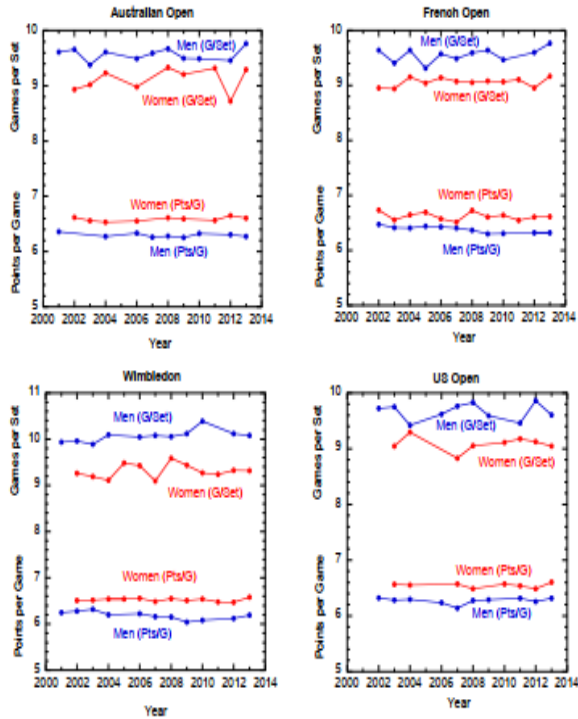 Australian Open
10
9
8
7
6
5
Games per Set
Points per Game
Men (G/Set)
Women (G/Set)
Women (Pts/G)
Men (Pts/G)
2000 2002 2004 2006 2008 2010 2012 2014
Year
French Open
10
9
8
7
6
5
Games per Set
Points per Game
Men (G/Set)
Women (G/Set)
Women (Pts/G)
Men (Pts/G)
2000 2002 2004 2006 2008 2010 2012 2014
Year
Wimbledon
11
10
9
8
7
6
5
Games per Set
Points per Game
Men (G/Set)
Women (G/Set)
Women (Pts/G)
Men (Pts/G)
2000 2002 2004 2006 2008 2010 2012 2014
Year
US Open
10
9
8
7
6
5
Games per Set
Points per Game
Men (G/Set)
Women (G/Set)
Women (Pts/G)
Men (Pts/G)
2000 2002 2004 2006 2008 2010 2012 2014
Year